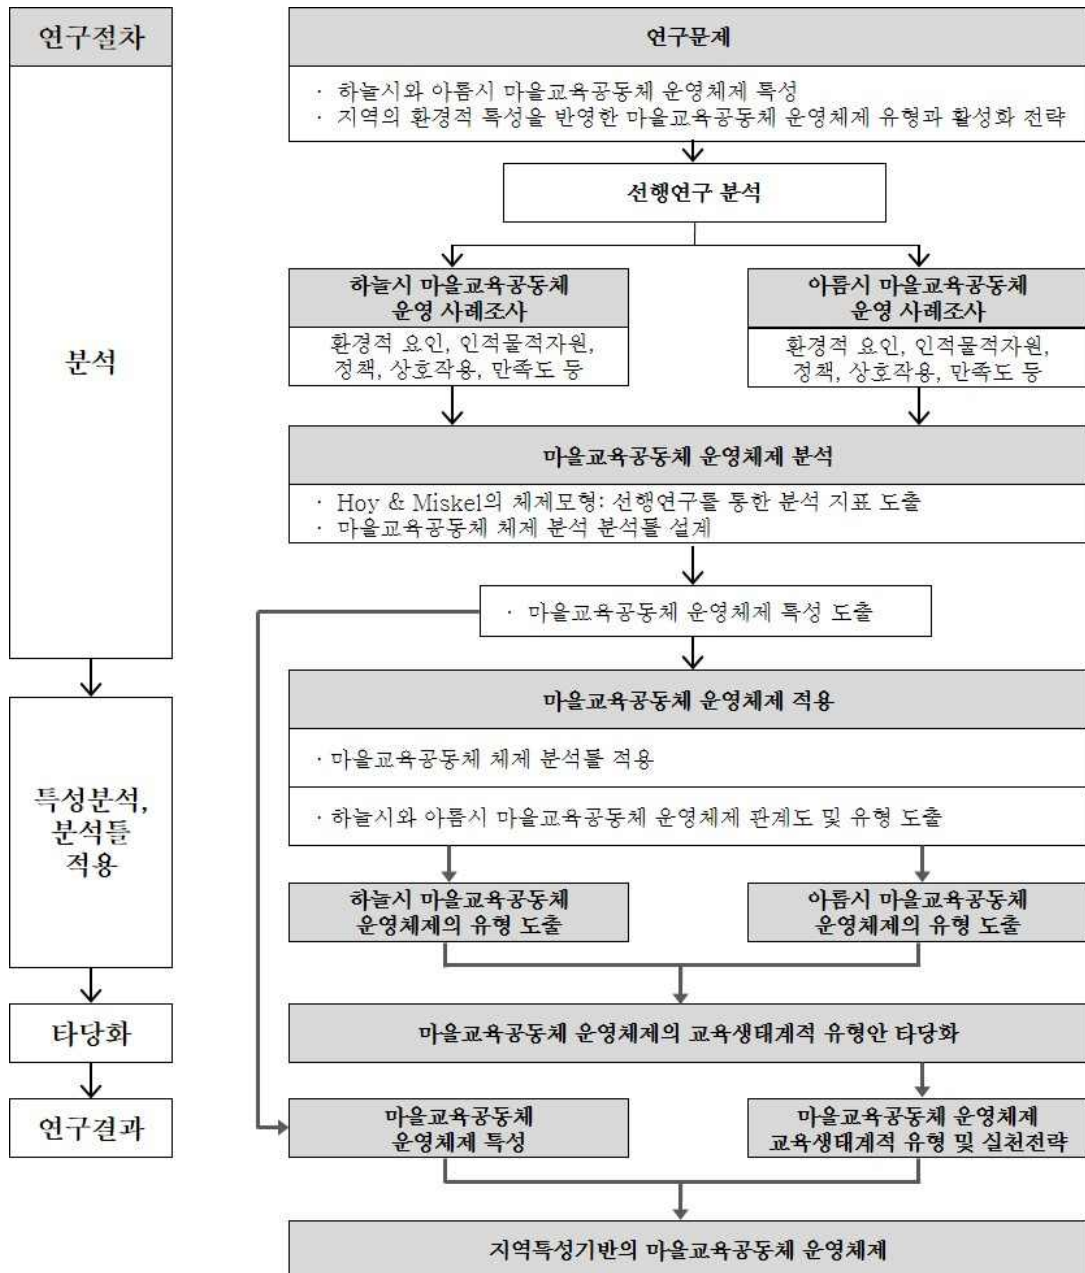 연구절차
분석
특성분석,
분석틀
적용
타당화
연구결과
연구문제
· 하늘시와 아름시 마을교육공동체 운영체제 특성
· 지역의 환경적 특성을 반영한 마을교육공동체 운영체제 유형과 활성화 전략
선행연구 분석
하늘시 마을교육공동체
운영 사례조사
환경적 요인, 인적물적자원,
정책, 상호작용, 만족도 등
아름시 마을교육공동체
운영 사례조사
환경적 요인, 인적물적자원,
정책, 상호작용, 만족도 등
마을교육공동체 운영체제 분석
· Hoy & Miskel의 체제모형: 선행연구를 통한 분석 지표 도출
· 마을교육공동체 체제 분석 분석틀 설계
· 마을교육공동체 운영체제 특성 도출
마을교육공동체 운영체제 적용
· 마을교육공동체 체제 분석틀 적용
· 하늘시와 아름시 마을교육공동체 운영체제 관계도 및 유형 도출
하늘시 마을교육공동체
운영체제의 유형 도출
아름시 마을교육공동체
운영체제의 유형 도출
마을교육공동체 운영체제의 교육생태계적 유형안 타당화
마을교육공동체
운영체제 특성
마을교육공동체 운영체제
교육생태계적 유형 및 실천전략
지역특성기반의 마을교육공동체 운영체제